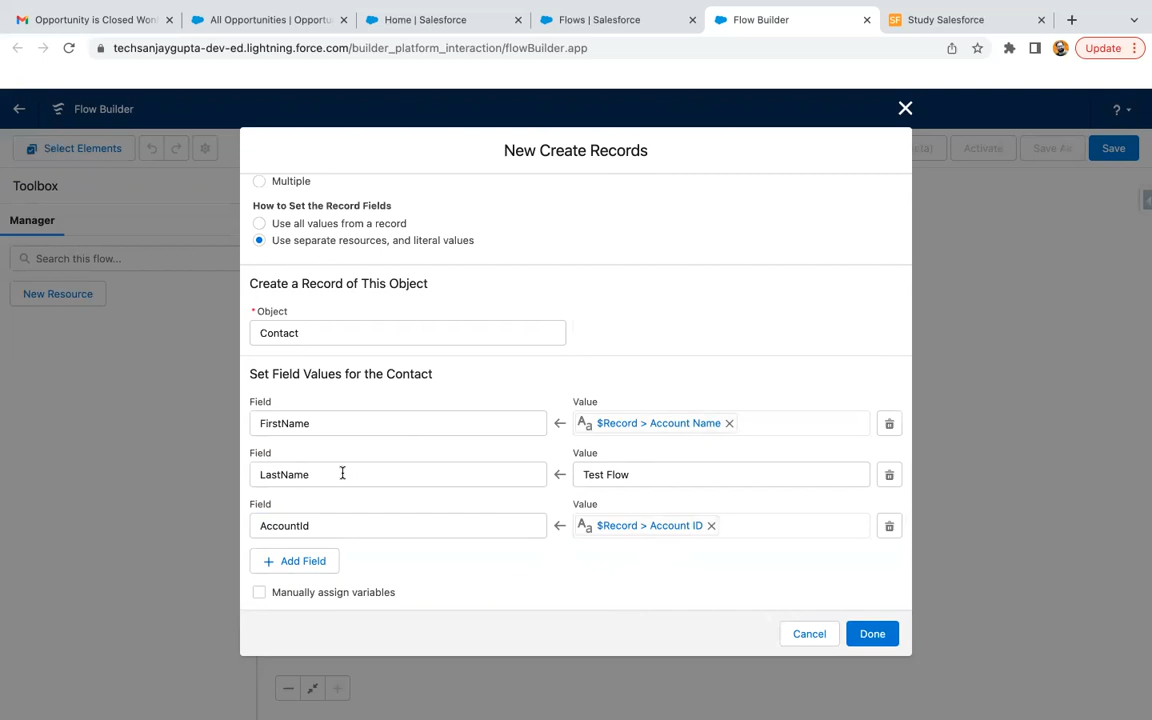 Opportunity is Closed Won
All Opportunities | Opportu
Home | Salesforce
Flows | Salesforce
Flow Builder
SF
Study Salesforce
techsanjaygupta-dev-ed.lightning.force.com/builder_platform_interaction/flowBuilder.app
Update
Flow Builder
?
Select Elements
Activate
Save As
Save
New Create Records
Toolbox
Manager
Search this flow...
New Resource
Multiple
How to Set the Record Fields
Use all values from a record
Use separate resources, and literal values
Create a Record of This Object
* Object
Contact
Set Field Values for the Contact
Field
Value
FirstName
Aa $Record > Account Name
Field
Value
LastName
Test Flow
Field
Value
AccountId
Aa $Record > Account ID
Add Field
Manually assign variables
Cancel
Done